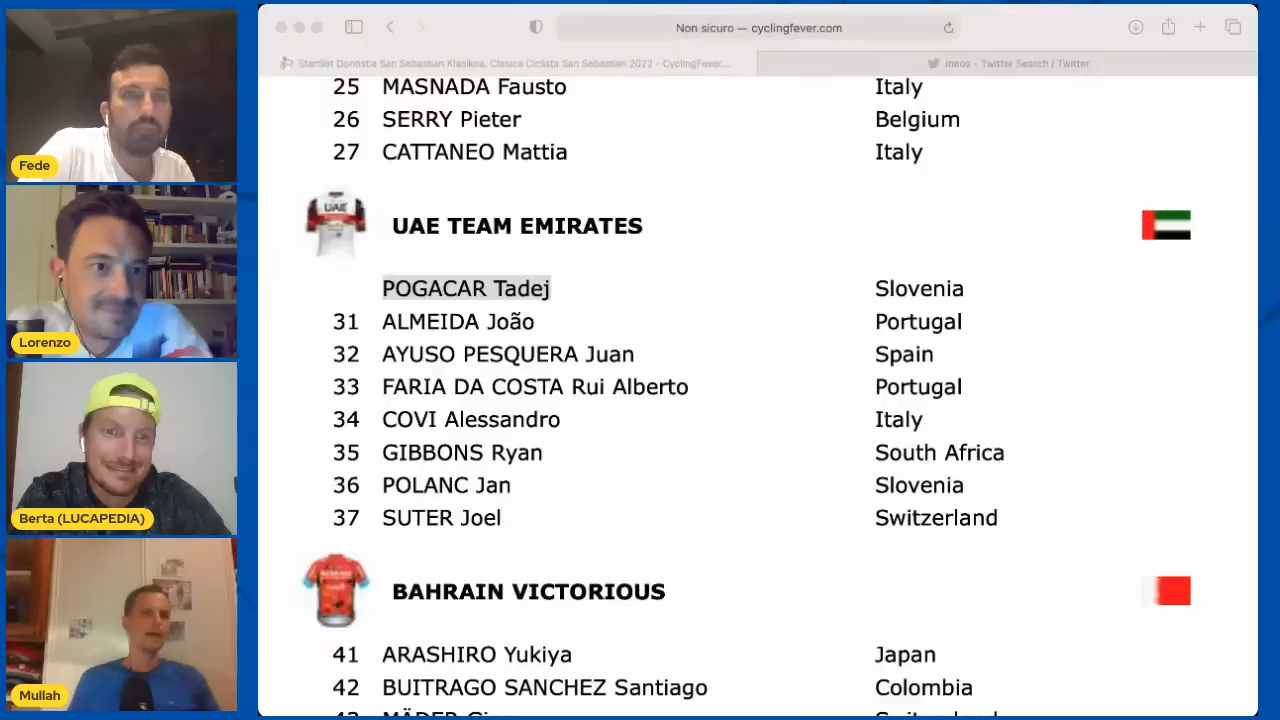 Fede
Lorenzo
Berta (LUCAPEDIA)
Mullah
Non sicuro — cyclingfever.com
Startlist Donostia San Sebastian Klasikoa, Clasica Ciclista San Sebastian 2022 - CyclingFever...
ineos - Twitter Search / Twitter
25 MASNADA Fausto Italy
26 SERRY Pieter Belgium
27 CATTANEO Mattia Italy
UAE
UAE TEAM EMIRATES
POGACAR Tadej Slovenia
31 ALMEIDA João Portugal
32 AYUSO PESQUERA Juan Spain
33 FARIA DA COSTA Rui Alberto Portugal
34 COVI Alessandro Italy
35 GIBBONS Ryan South Africa
36 POLANC Jan Slovenia
37 SUTER Joel Switzerland
BAHRAIN VICTORIOUS
41 ARASHIRO Yukiya Japan
42 BUITRAGO SANCHEZ Santiago Colombia